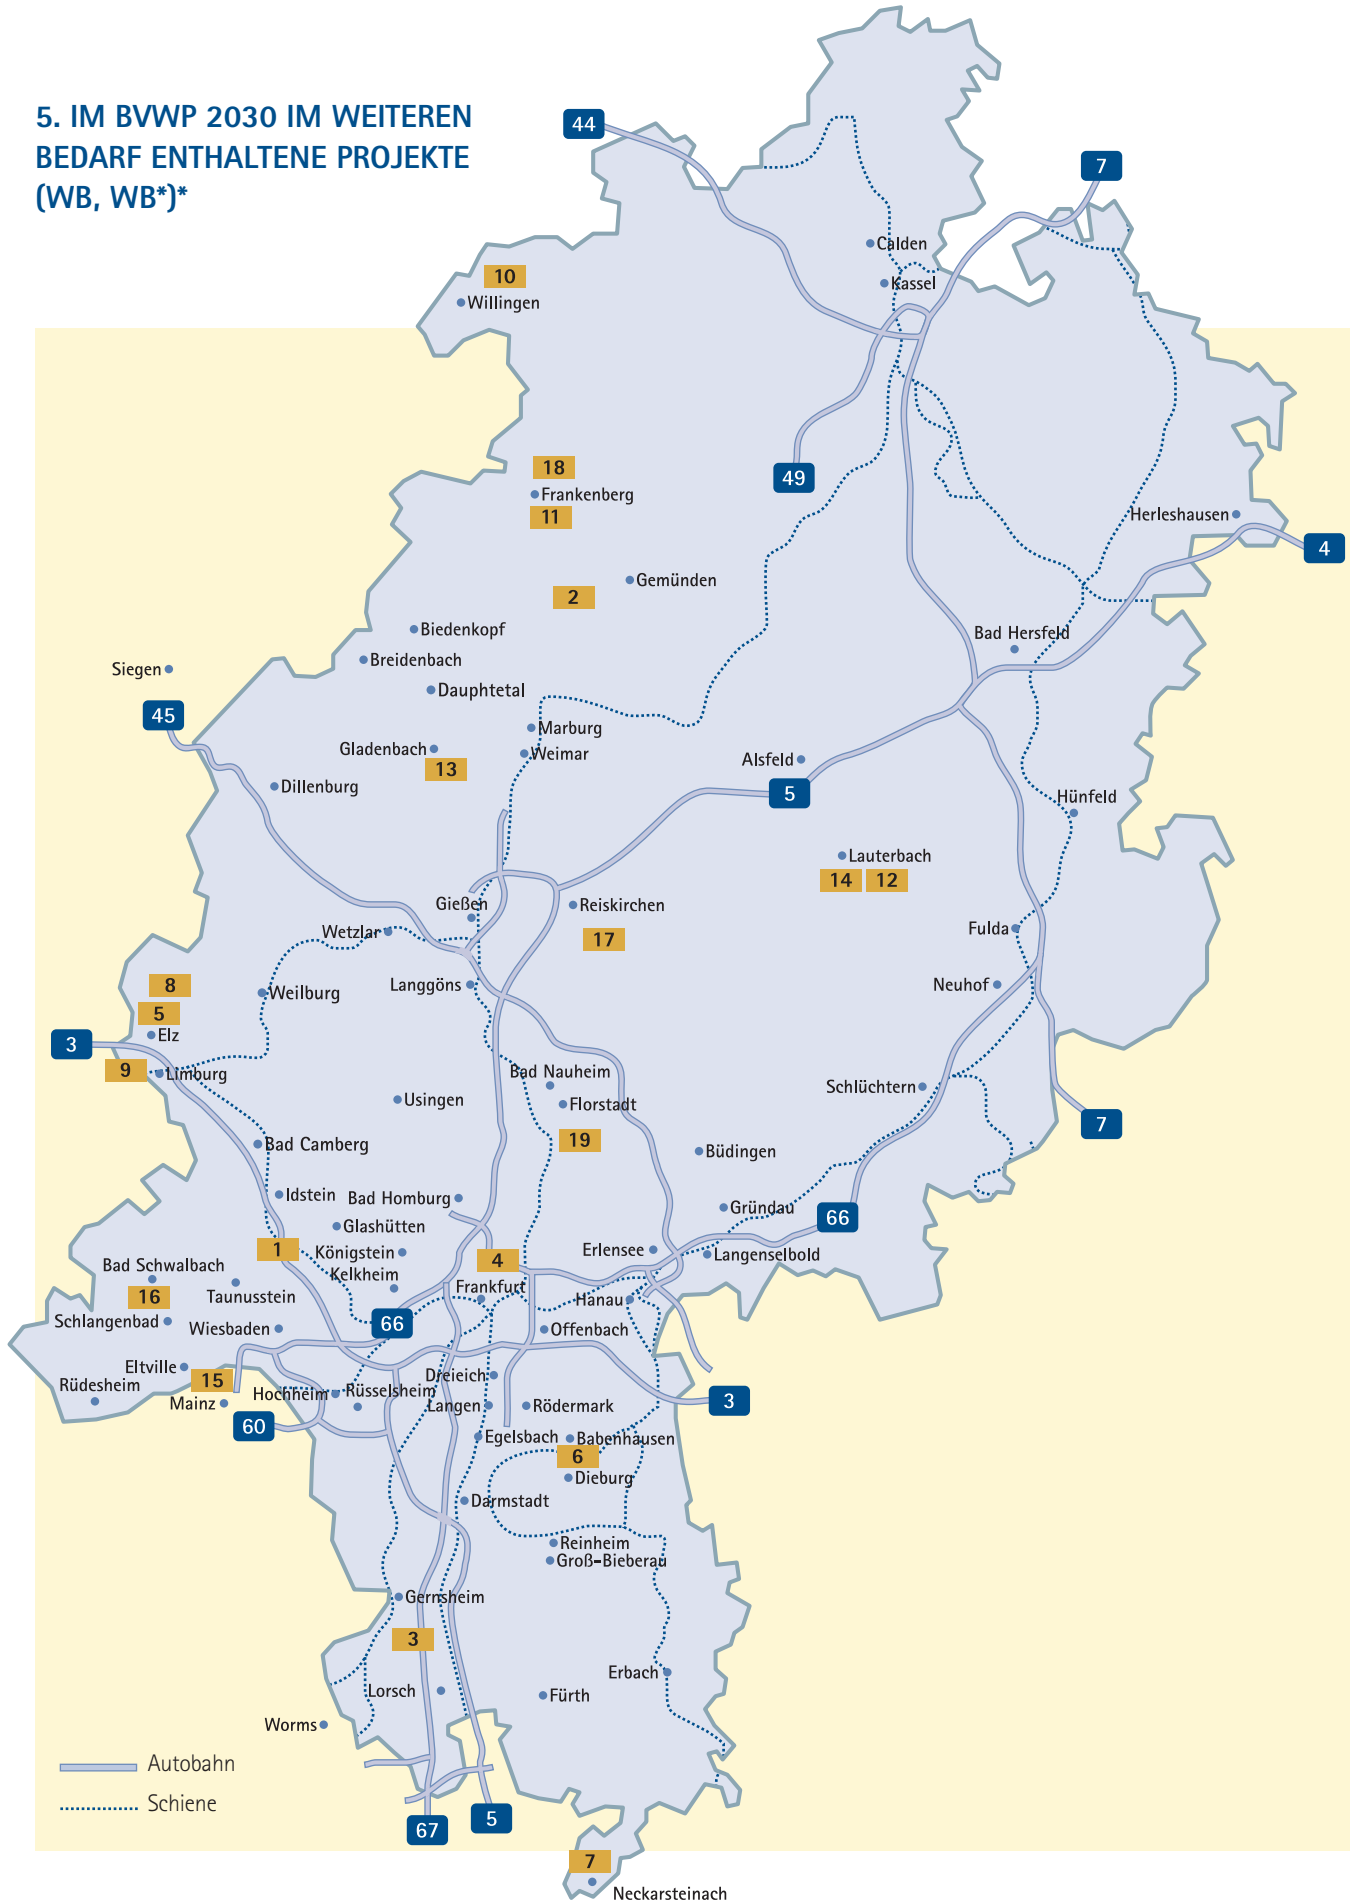 5. IM BVWP 2030 IM WEITEREN
BEDARF ENTHALTENE PROJEKTE
(WB, WB*)*
44
7
Calden
Kassel
10
Willingen
18
Frankenberg
11
49
Herleshausen
4
Gemünden
2
Biedenkopf
Bad Hersfeld
Breidenbach
Siegen
Dauphtetal
45
Marburg
Gladenbach
Weimar
13
Alsfeld
Dillenburg
5
Hünfeld
Lauterbach
14
12
Gießen
Reiskirchen
Wetzlar
17
Fulda
8
Weilburg
Langgöns
Neuhof
5
Elz
3
9
Limburg
Bad Nauheim
Schlüchtern
Usingen
Florstadt
7
19
Bad Camberg
Büdingen
Idstein
Bad Homburg
Gründau
66
Glashütten
1
Königstein
4
Erlensee
Langenselbold
Bad Schwalbach
Kelkheim
Frankfurt
16
Taunusstein
Hanau
Schlangenbad
Wiesbaden
66
Offenbach
Eltville
15
Dreieich
Rüdesheim
Mainz
Hochheim
Rüsselsheim
Langen
Rödermark
3
60
Egelsbach
Babenhausen
6
Dieburg
Darmstadt
Reinheim
Groß-Bieberau
Gernsheim
3
Erbach
Lorsch
Fürth
Worms
Autobahn
Schiene
67
5
7
Neckarsteinach